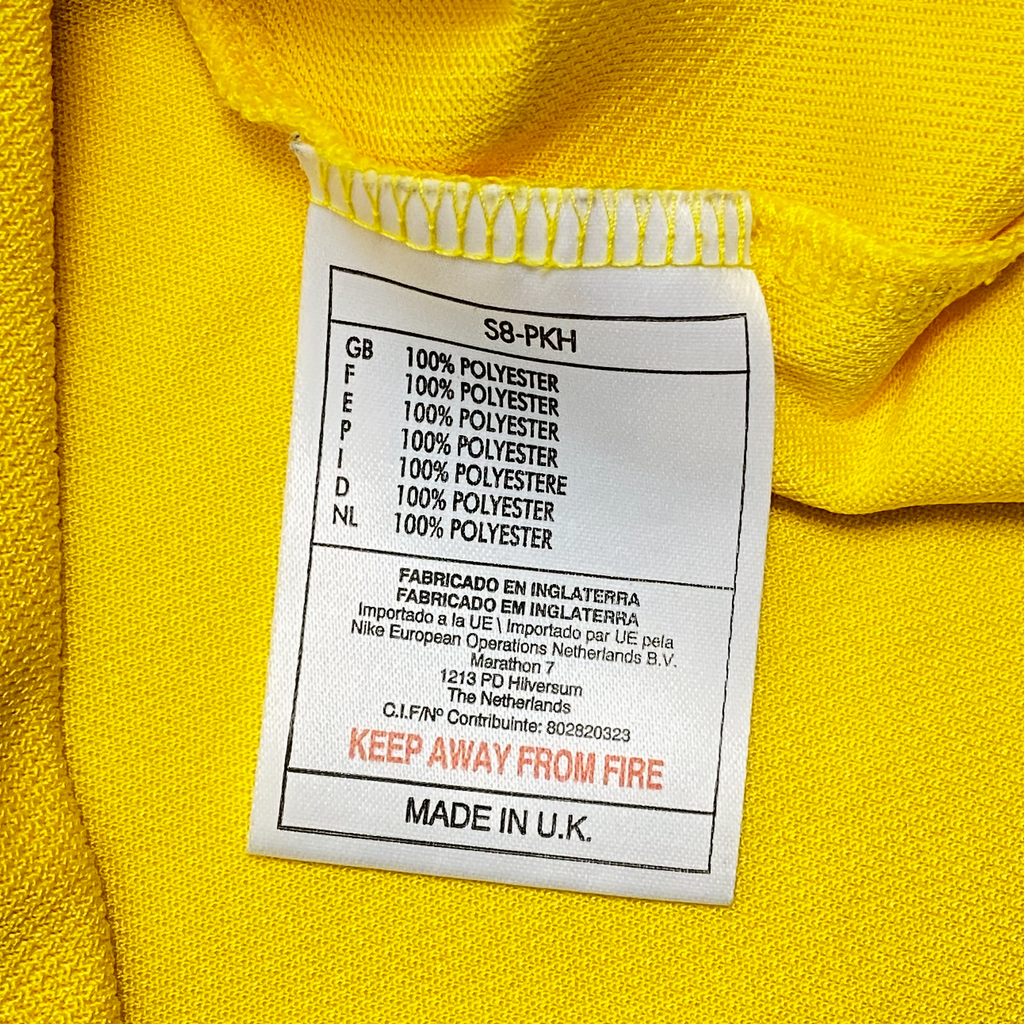 S8-PKH
GB 100% POLYESTER
F 100% POLYESTER
E 100% POLYESTER
P 100% POLYESTER
I 100% POLYESTERE
D 100% POLYESTER
NL 100% POLYESTER
FABRICADO EN INGLATERRA
FABRICADO EM INGLATERRA
Importado a la UE \ Importado par UE pela
Nike European Operations Netherlands B.V.
Marathon 7
1213 PD Hilversum
The Netherlands
C.I.F/Nº Contribuinte: 802820323
KEEP AWAY FROM FIRE
MADE IN U.K.